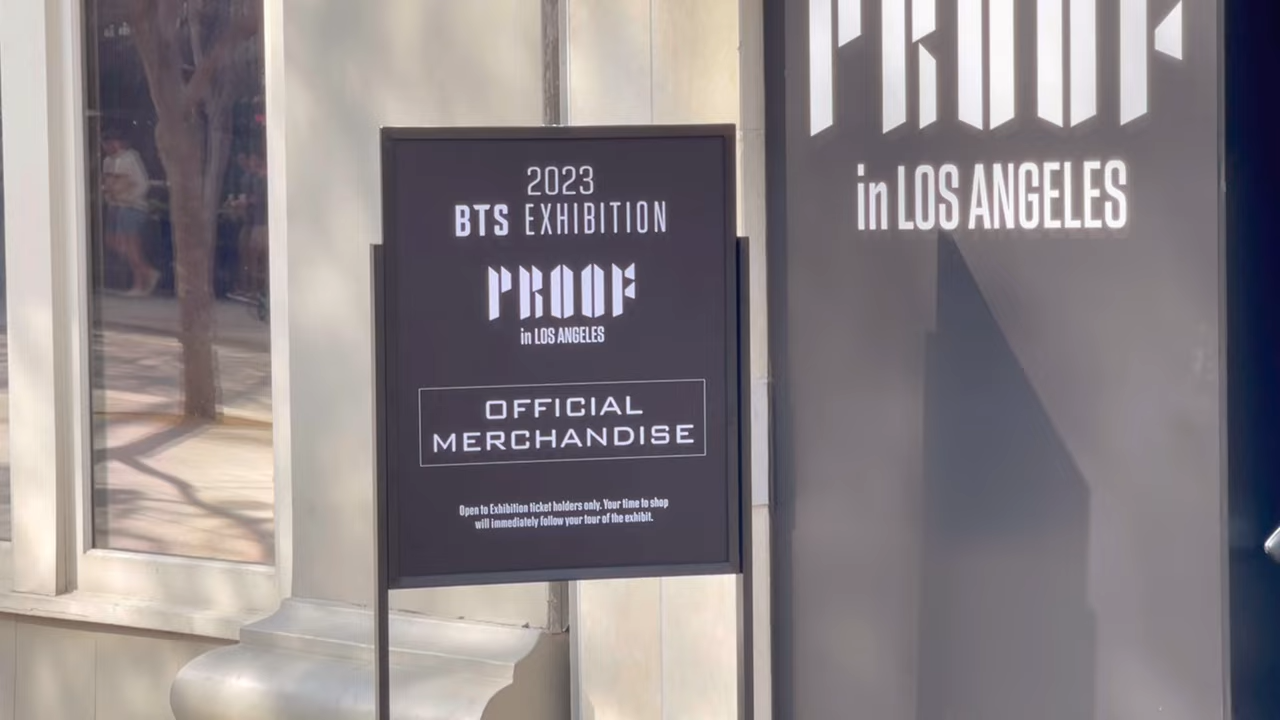 2023
BTS EXHIBITION
PROOF
in LOS ANGELES
OFFICIAL
MERCHANDISE
Open to Exhibition ticket holders only. Your time to shop
will immediately follow your tour of the exhibit.
PROOF
in LOS ANGELES